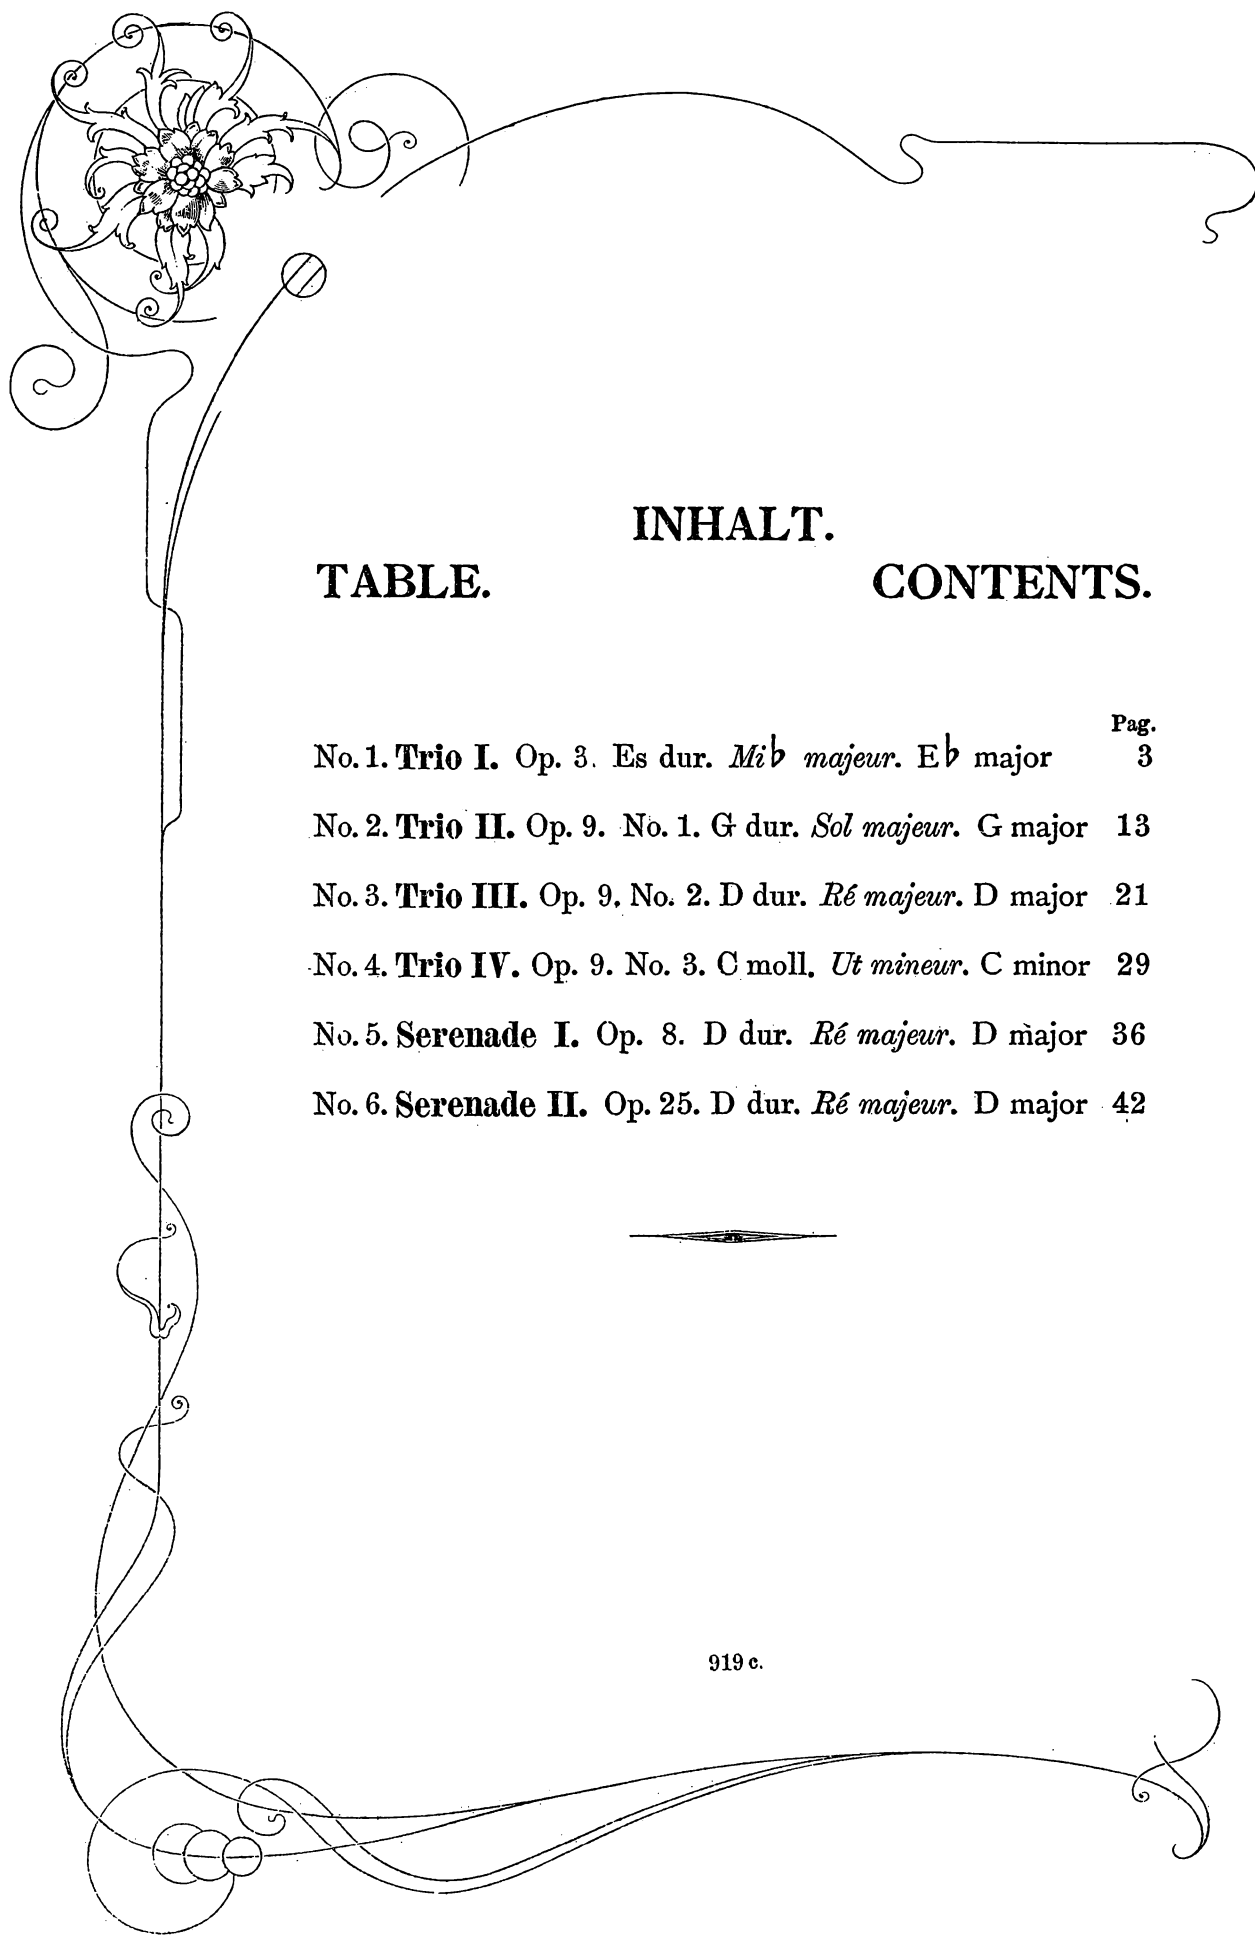 INHALT.
TABLE. CONTENTS.
Pag.
No. 1. Trio I. Op. 3. Es dur. Mi♭ majeur. E♭ major 3
No. 2. Trio II. Op. 9. No. 1. G dur. Sol majeur. G major 13
No. 3. Trio III. Op. 9. No. 2. D dur. Ré majeur. D major 21
No. 4. Trio IV. Op. 9. No. 3. C moll. Ut mineur. C minor 29
No. 5. Serenade I. Op. 8. D dur. Ré majeur. D major 36
No. 6. Serenade II. Op. 25. D dur. Ré majeur. D major 42
919 c.